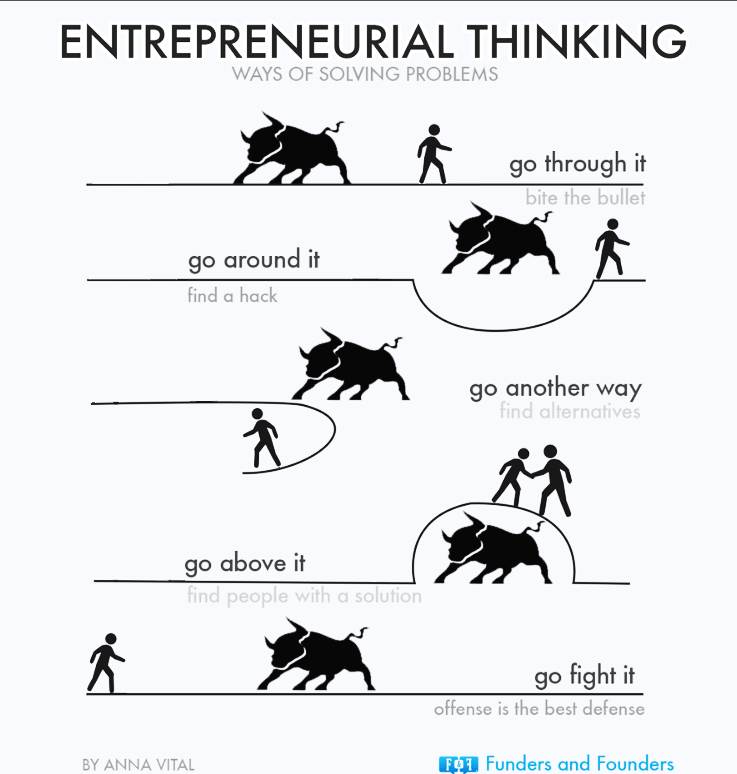 ENTREPRENEURIAL THINKING
WAYS OF SOLVING PROBLEMS
go through it
bite the bullet
go around it
find a hack
go another way
find alternatives
go above it
find people with a solution
go fight it
offense is the best defense
BY ANNA VITAL
F&F Funders and Founders